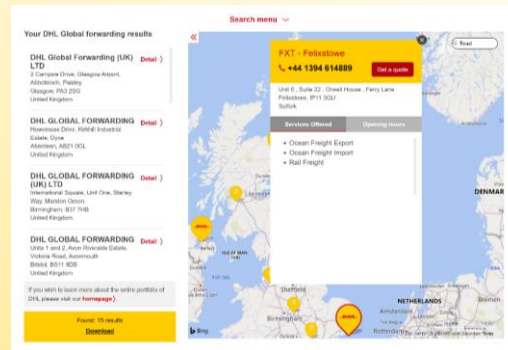 Search menu
Your DHL Global forwarding results
DHL Global Forwarding (UK) LTD
Detail
2 Campsie Drive, Glasgow Airport,
Abbotsinch, Paisley
Glasgow, PA3 2SG
United Kingdom
DHL GLOBAL FORWARDING
Detail
Howemoss Drive, Kirkhill Industrial
Estate, Dyce
Aberdeen, AB21 0GL
United Kingdom
DHL GLOBAL FORWARDING (UK) LTD
Detail
International Square, Unit One, Starley
Way, Marston Green
Birmingham, B37 7HB
United Kingdom
DHL GLOBAL FORWARDING
Detail
Units 1 and 2, Avon Riverside Estate,
Victoria Road, Avonmouth
Bristol, BS11 9DB
United Kingdom
If you wish to learn more about the entire portfolio of
DHL please visit our homepage
Found: 15 results
Download
FXT - Felixstowe
+44 1394 614889
Get a quote
Unit 6 , Suite 22 , Orwell House , Ferry Lane
Felixstowe, IP11 3QU
Suffolk
Services Offered
Opening hours
• Ocean Freight Export
• Ocean Freight Import
• Rail Freight
Road
DENMAR
ISLE OF MAN
Sheffield
Birmingham
NETHERLANDS
Amsterdam
Rotterdam
Bremen
Bing